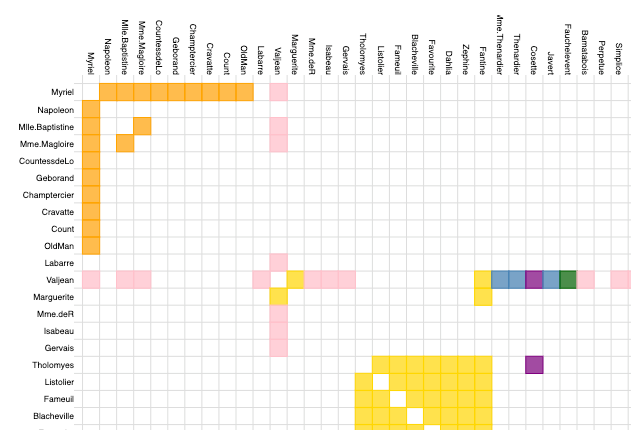 Myriel
Napoleon
Mlle.Baptistine
Mme.Magloire
CountessdeLo
Geborand
Champtercier
Cravatte
Count
OldMan
Labarre
Valjean
Marguerite
Mme.deR
Isabeau
Gervais
Tholomyes
Listolier
Fameuil
Blacheville
Favourite
Dahlia
Zephine
Fantine
Mme.Thenardier
Thenardier
Cosette
Javert
Fauchelevent
Bamatabois
Perpetue
Simplice
Myriel
Napoleon
Mlle.Baptistine
Mme.Magloire
CountessdeLo
Geborand
Champtercier
Cravatte
Count
OldMan
Labarre
Valjean
Marguerite
Mme.deR
Isabeau
Gervais
Tholomyes
Listolier
Fameuil
Blacheville